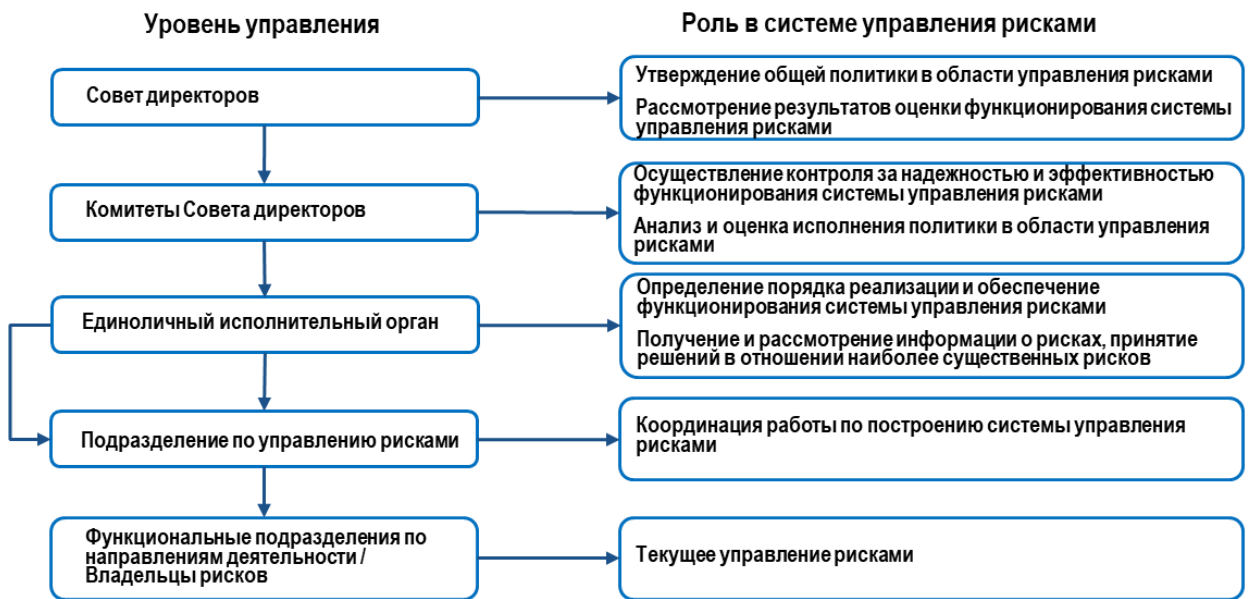 Уровень управления
Роль в системе управления рисками
Совет директоров
Утверждение общей политики в области управления рисками
Рассмотрение результатов оценки функционирования системы
управления рисками
Комитеты Совета директоров
Осуществление контроля за надежностью и эффективностью
функционирования системы управления рисками
Анализ и оценка исполнения политики в области управления
рисками
Единоличный исполнительный орган
Определение порядка реализации и обеспечение
функционирования системы управления рисками
Получение и рассмотрение информации о рисках, принятие
решений в отношении наиболее существенных рисков
Подразделение по управлению рисками
Координация работы по построению системы управления
рисками
Функциональные подразделения по
направлениям деятельности /
Владельцы рисков
Текущее управление рисками